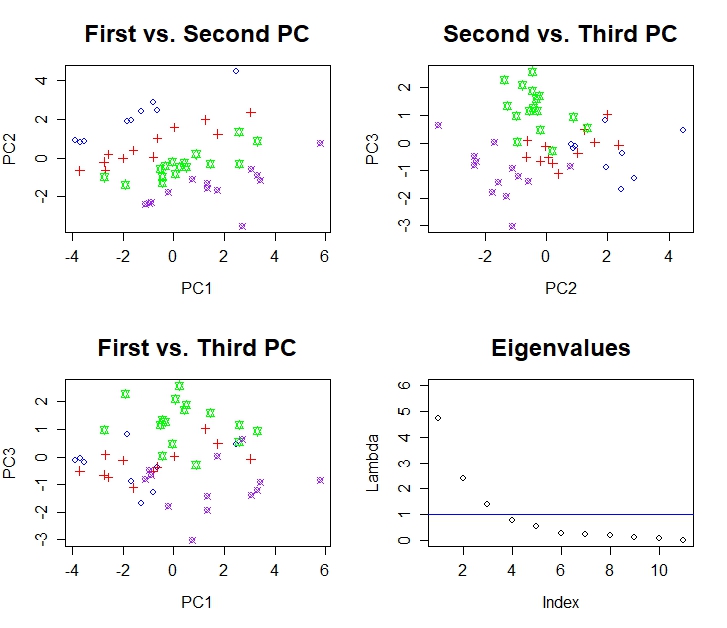 First vs. Second PC
4
2
0
-2
PC2
-4 -2 0 2 4 6
PC1
Second vs. Third PC
2
1
0
-1
-2
-3
PC3
-2 0 2 4
PC2
First vs. Third PC
2
1
0
-1
-2
-3
PC3
-4 -2 0 2 4 6
PC1
Eigenvalues
6
5
4
3
2
1
0
Lambda
2 4 6 8 10
Index